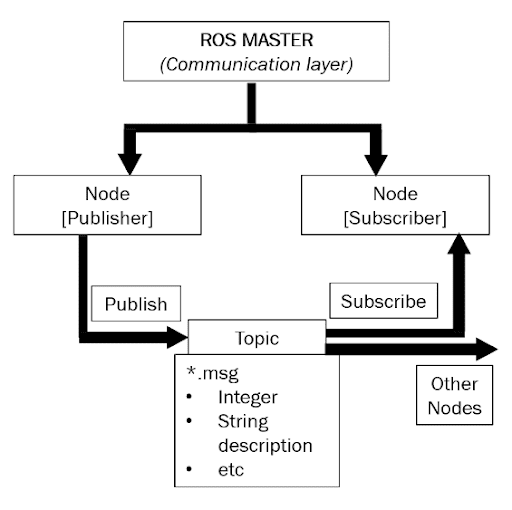 ROS MASTER
(Communication layer)
Node
[Publisher]
Node
[Subscriber]
Publish
Subscribe
Topic
*.msg
• Integer
• String
description
• etc
Other
Nodes